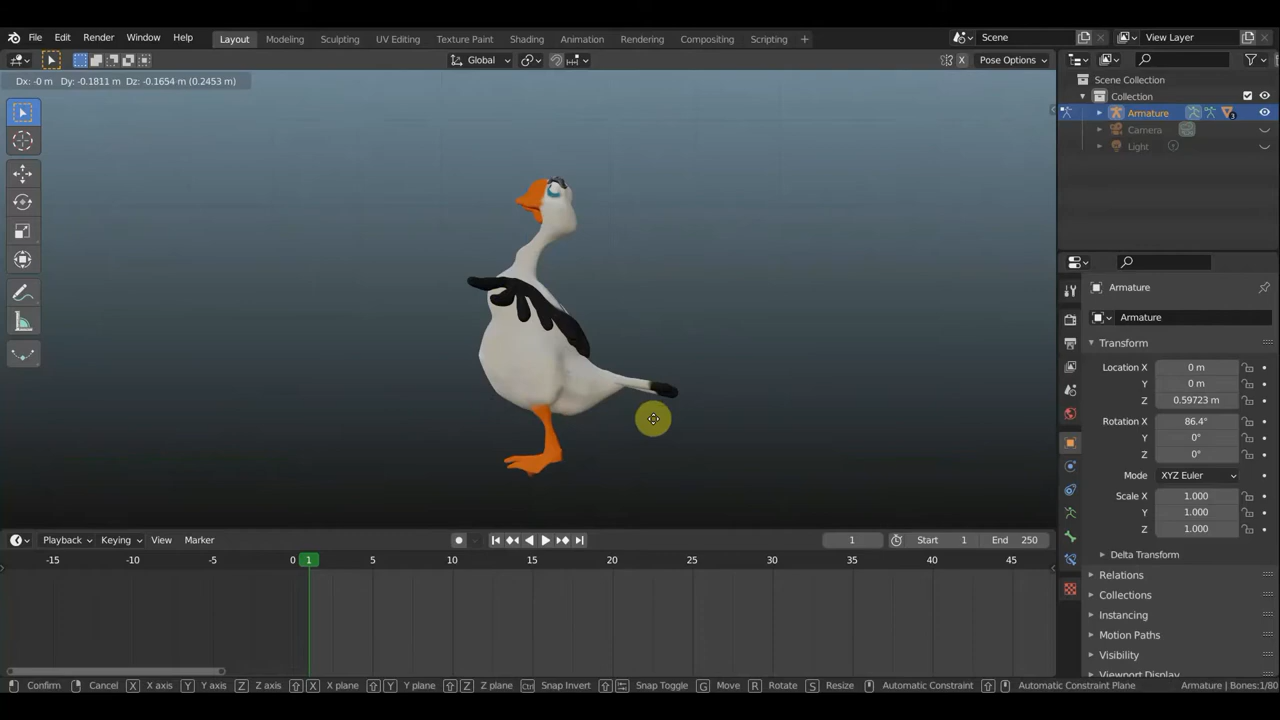 File Edit Render Window Help Layout Modeling Sculpting UV Editing Texture Paint Shading Animation Rendering Compositing Scripting + Scene View Layer
Global X Pose Options
Dx: -0 m Dy: -0.1811 m Dz: -0.1654 m (0.2453 m)
Scene Collection
Collection
Armature 3
Camera
Light
Armature
Armature
Transform
Location X 0 m
Y 0 m
Z 0.59723 m
Rotation X 86.4°
Y 0°
Z 0°
Mode XYZ Euler
Scale X 1.000
Y 1.000
Z 1.000
Delta Transform
Relations
Collections
Instancing
Motion Paths
Visibility
Viewport Display
Playback Keying View Marker 1 Start 1 End 250
-15 -10 -5 0 1 5 10 15 20 25 30 35 40 45
Confirm Cancel X X axis Y Y axis Z Z axis X X plane Y Y plane Z Z plane Ctrl Snap Invert Snap Toggle G Move R Rotate S Resize Automatic Constraint Automatic Constraint Plane Armature | Bones:1/80